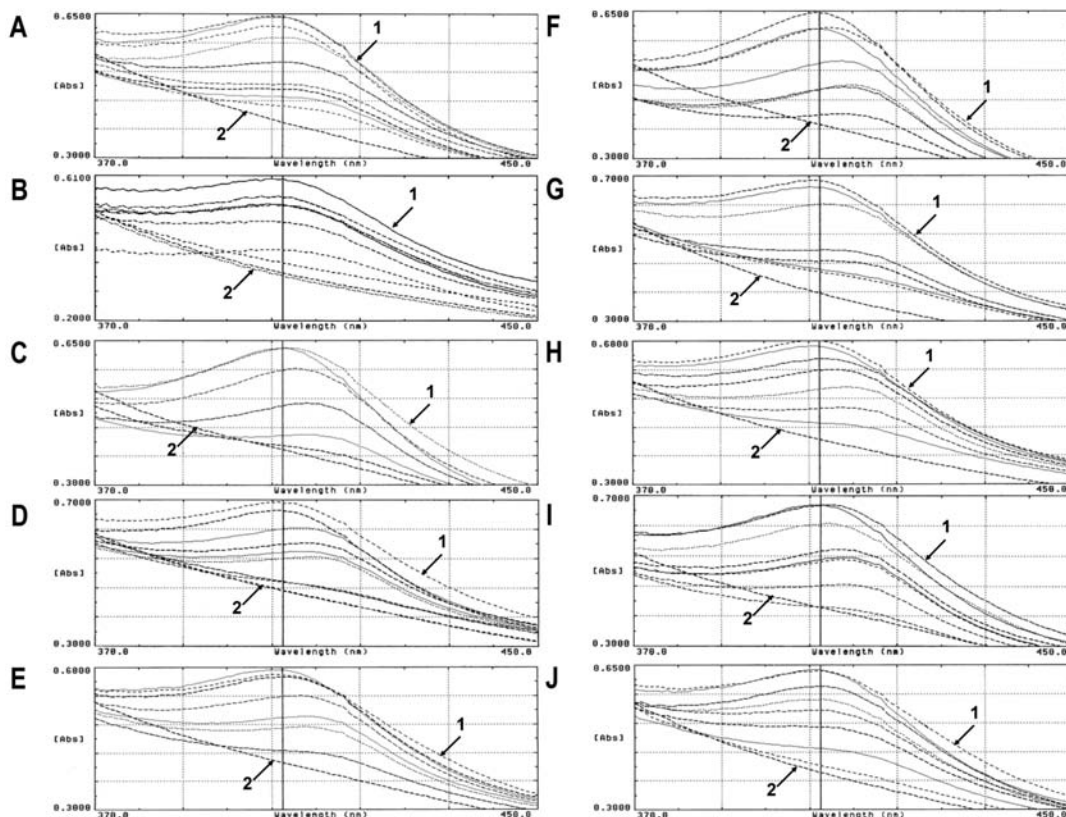 A
0.6500
[Abs]
0.3000
370.0
Wavelength (nm)
450.0
1
2
B
0.6100
[Abs]
0.2000
370.0
Wavelength (nm)
450.0
1
2
C
0.6500
[Abs]
0.3000
370.0
Wavelength (nm)
450.0
1
2
D
0.7000
[Abs]
0.3000
370.0
Wavelength (nm)
450.0
1
2
E
0.6000
[Abs]
0.3000
370.0
Wavelength (nm)
450.0
1
2
F
0.6500
[Abs]
0.3000
370.0
Wavelength (nm)
450.0
1
2
G
0.7000
[Abs]
0.3000
370.0
Wavelength (nm)
450.0
1
2
H
0.6000
[Abs]
0.3000
370.0
Wavelength (nm)
450.0
1
2
I
0.7000
[Abs]
0.3000
370.0
Wavelength (nm)
450.0
1
2
J
0.6500
[Abs]
0.3000
370.0
Wavelength (nm)
450.0
1
2